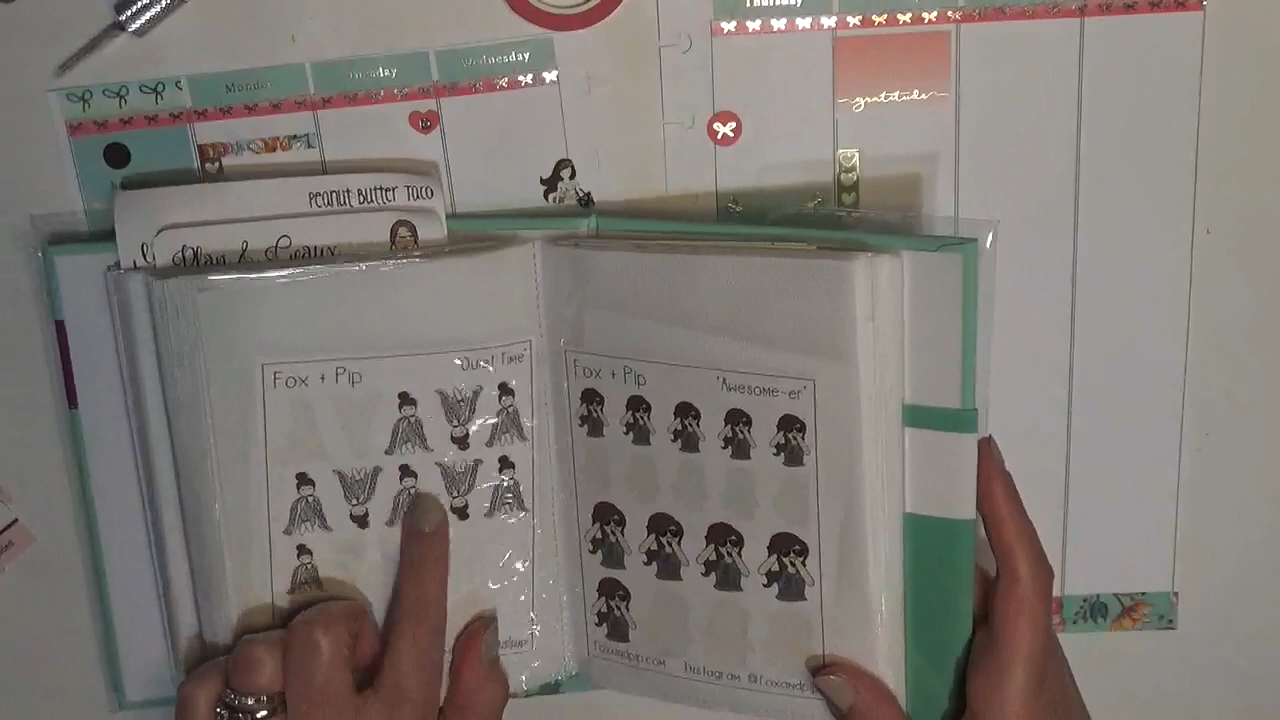 Thursday
Monday
Tuesday
Wednesday
gratitude
Peanut Butter Taco
Plan &
Fox + Pip
"Quiet Time"
Fox + Pip
"Awesome-er"
foxandpip.com Instagram @foxandpip